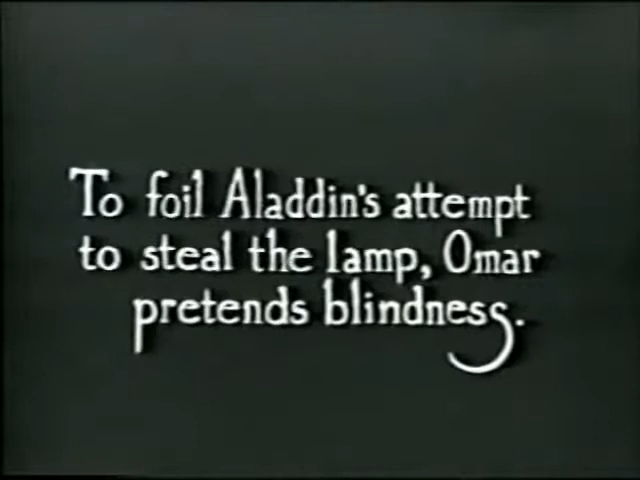 To foil Aladdin's attempt
to steal the lamp, Omar
pretends blindness.